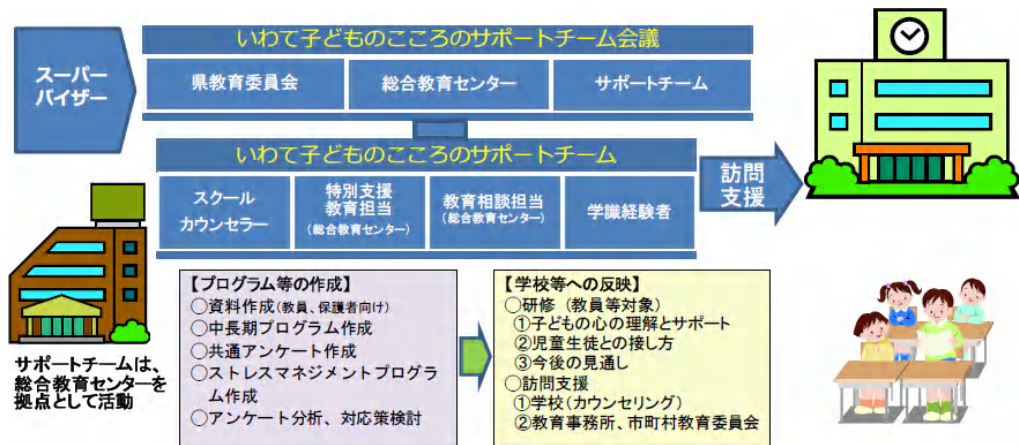 スーパー
バイザー
いわて子どものこころのサポートチーム会議
県教育委員会
総合教育センター
サポートチーム
いわて子どものこころのサポートチーム
スクール
カウンセラー
特別支援
教育担当
(総合教育センター)
教育相談担当
(総合教育センター)
学識経験者
訪問
支援
サポートチームは、
総合教育センターを
拠点として活動
【プログラム等の作成】
○資料作成(教員、保護者向け)
○中長期プログラム作成
○共通アンケート作成
○ストレスマネジメントプログラ
ム作成
○アンケート分析、対応策検討
【学校等への反映】
○研修（教員等対象）
①子どもの心の理解とサポート
②児童生徒との接し方
③今後の見通し
○訪問支援
①学校(カウンセリング)
②教育事務所、市町村教育委員会